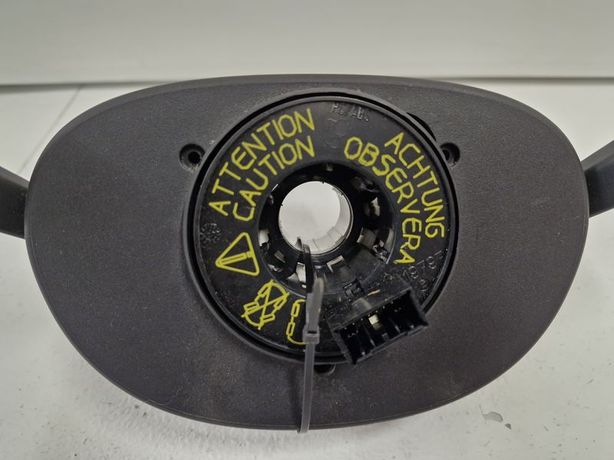 ATTENTION
CAUTION
ACHTUNG
OBSERVERA